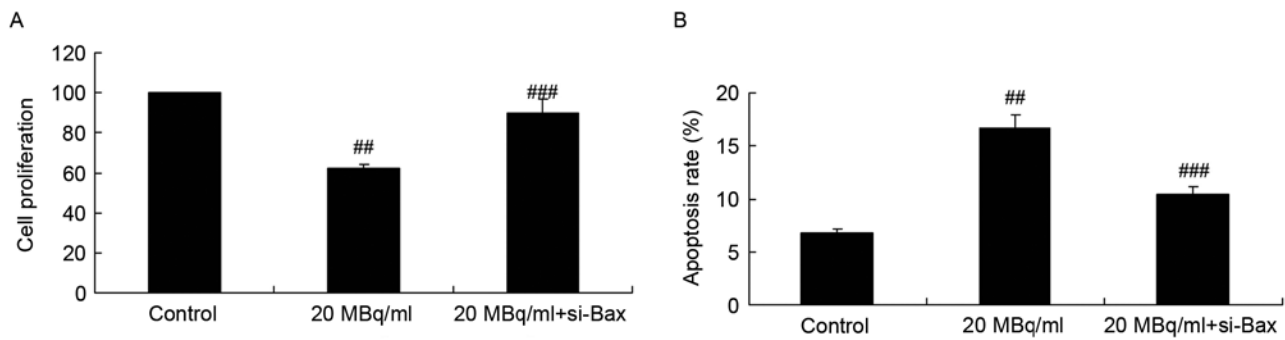 A
Cell proliferation
120
100
80
60
40
20
0
##
###
Control
20 MBq/ml
20 MBq/ml+si-Bax
B
Apoptosis rate (%)
20
15
10
5
0
##
###
Control
20 MBq/ml
20 MBq/ml+si-Bax